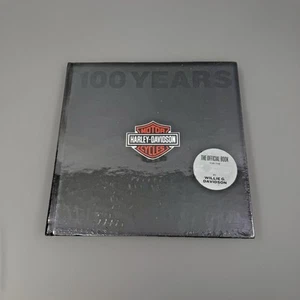 100 YEARS
MOTOR
HARLEY-DAVIDSON
CYCLES
THE OFFICIAL BOOK
WILLIE G.
DAVIDSON